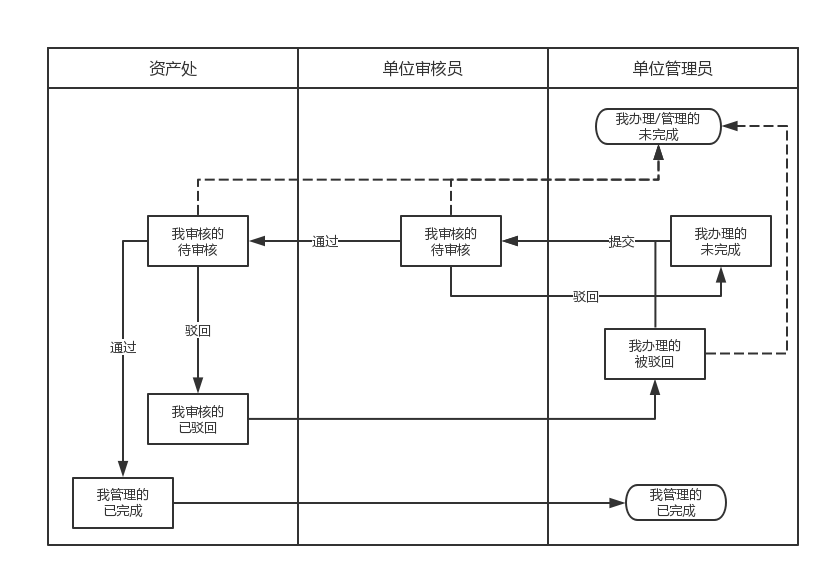 资产处
单位审核员
单位管理员
我办理/管理的
未完成
我审核的
待审核
通过
我审核的
待审核
提交
我办理的
未完成
驳回
驳回
通过
我办理的
被驳回
我审核的
已驳回
我管理的
已完成
我管理的
已完成